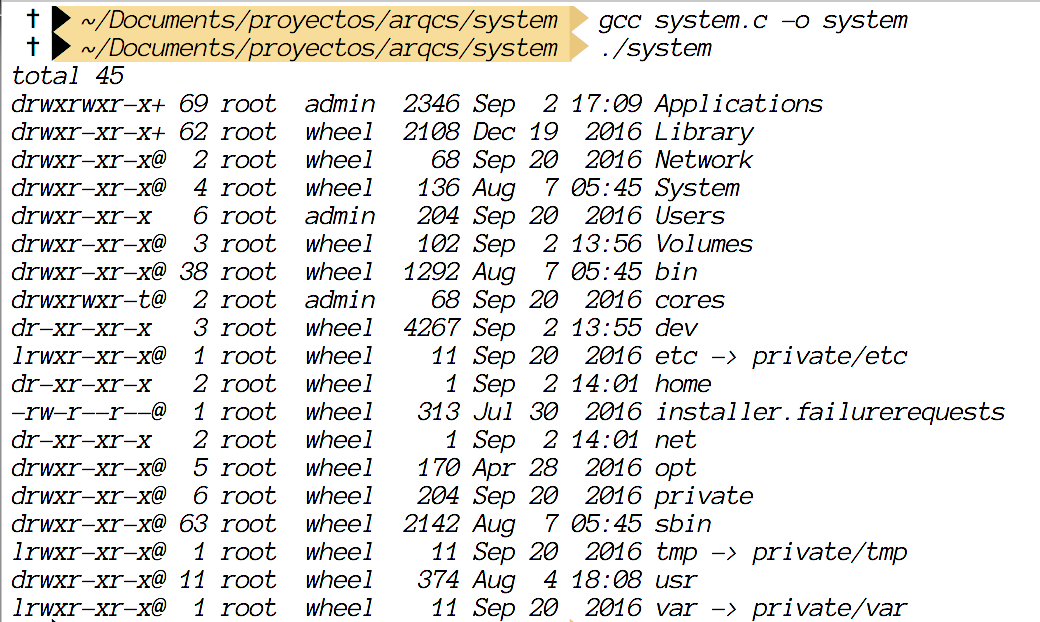 † ~/Documents/proyectos/arqcs/system gcc system.c -o system
† ~/Documents/proyectos/arqcs/system ./system
total 45
drwxrwxr-x+ 69 root  admin  2346 Sep  2 17:09 Applications
drwxr-xr-x+ 62 root  wheel  2108 Dec 19  2016 Library
drwxr-xr-x@  2 root  wheel    68 Sep 20  2016 Network
drwxr-xr-x@  4 root  wheel   136 Aug  7 05:45 System
drwxr-xr-x   6 root  admin   204 Sep 20  2016 Users
drwxr-xr-x@  3 root  wheel   102 Sep  2 13:56 Volumes
drwxr-xr-x@ 38 root  wheel  1292 Aug  7 05:45 bin
drwxrwxr-t@  2 root  admin    68 Sep 20  2016 cores
dr-xr-xr-x   3 root  wheel  4267 Sep  2 13:55 dev
lrwxr-xr-x@  1 root  wheel    11 Sep 20  2016 etc -> private/etc
dr-xr-xr-x   2 root  wheel     1 Sep  2 14:01 home
-rw-r--r--@  1 root  wheel   313 Jul 30  2016 installer.failurerequests
dr-xr-xr-x   2 root  wheel     1 Sep  2 14:01 net
drwxr-xr-x@  5 root  wheel   170 Apr 28  2016 opt
drwxr-xr-x@  6 root  wheel   204 Sep 20  2016 private
drwxr-xr-x@ 63 root  wheel  2142 Aug  7 05:45 sbin
lrwxr-xr-x@  1 root  wheel    11 Sep 20  2016 tmp -> private/tmp
drwxr-xr-x@ 11 root  wheel   374 Aug  4 18:08 usr
lrwxr-xr-x@  1 root  wheel    11 Sep 20  2016 var -> private/var